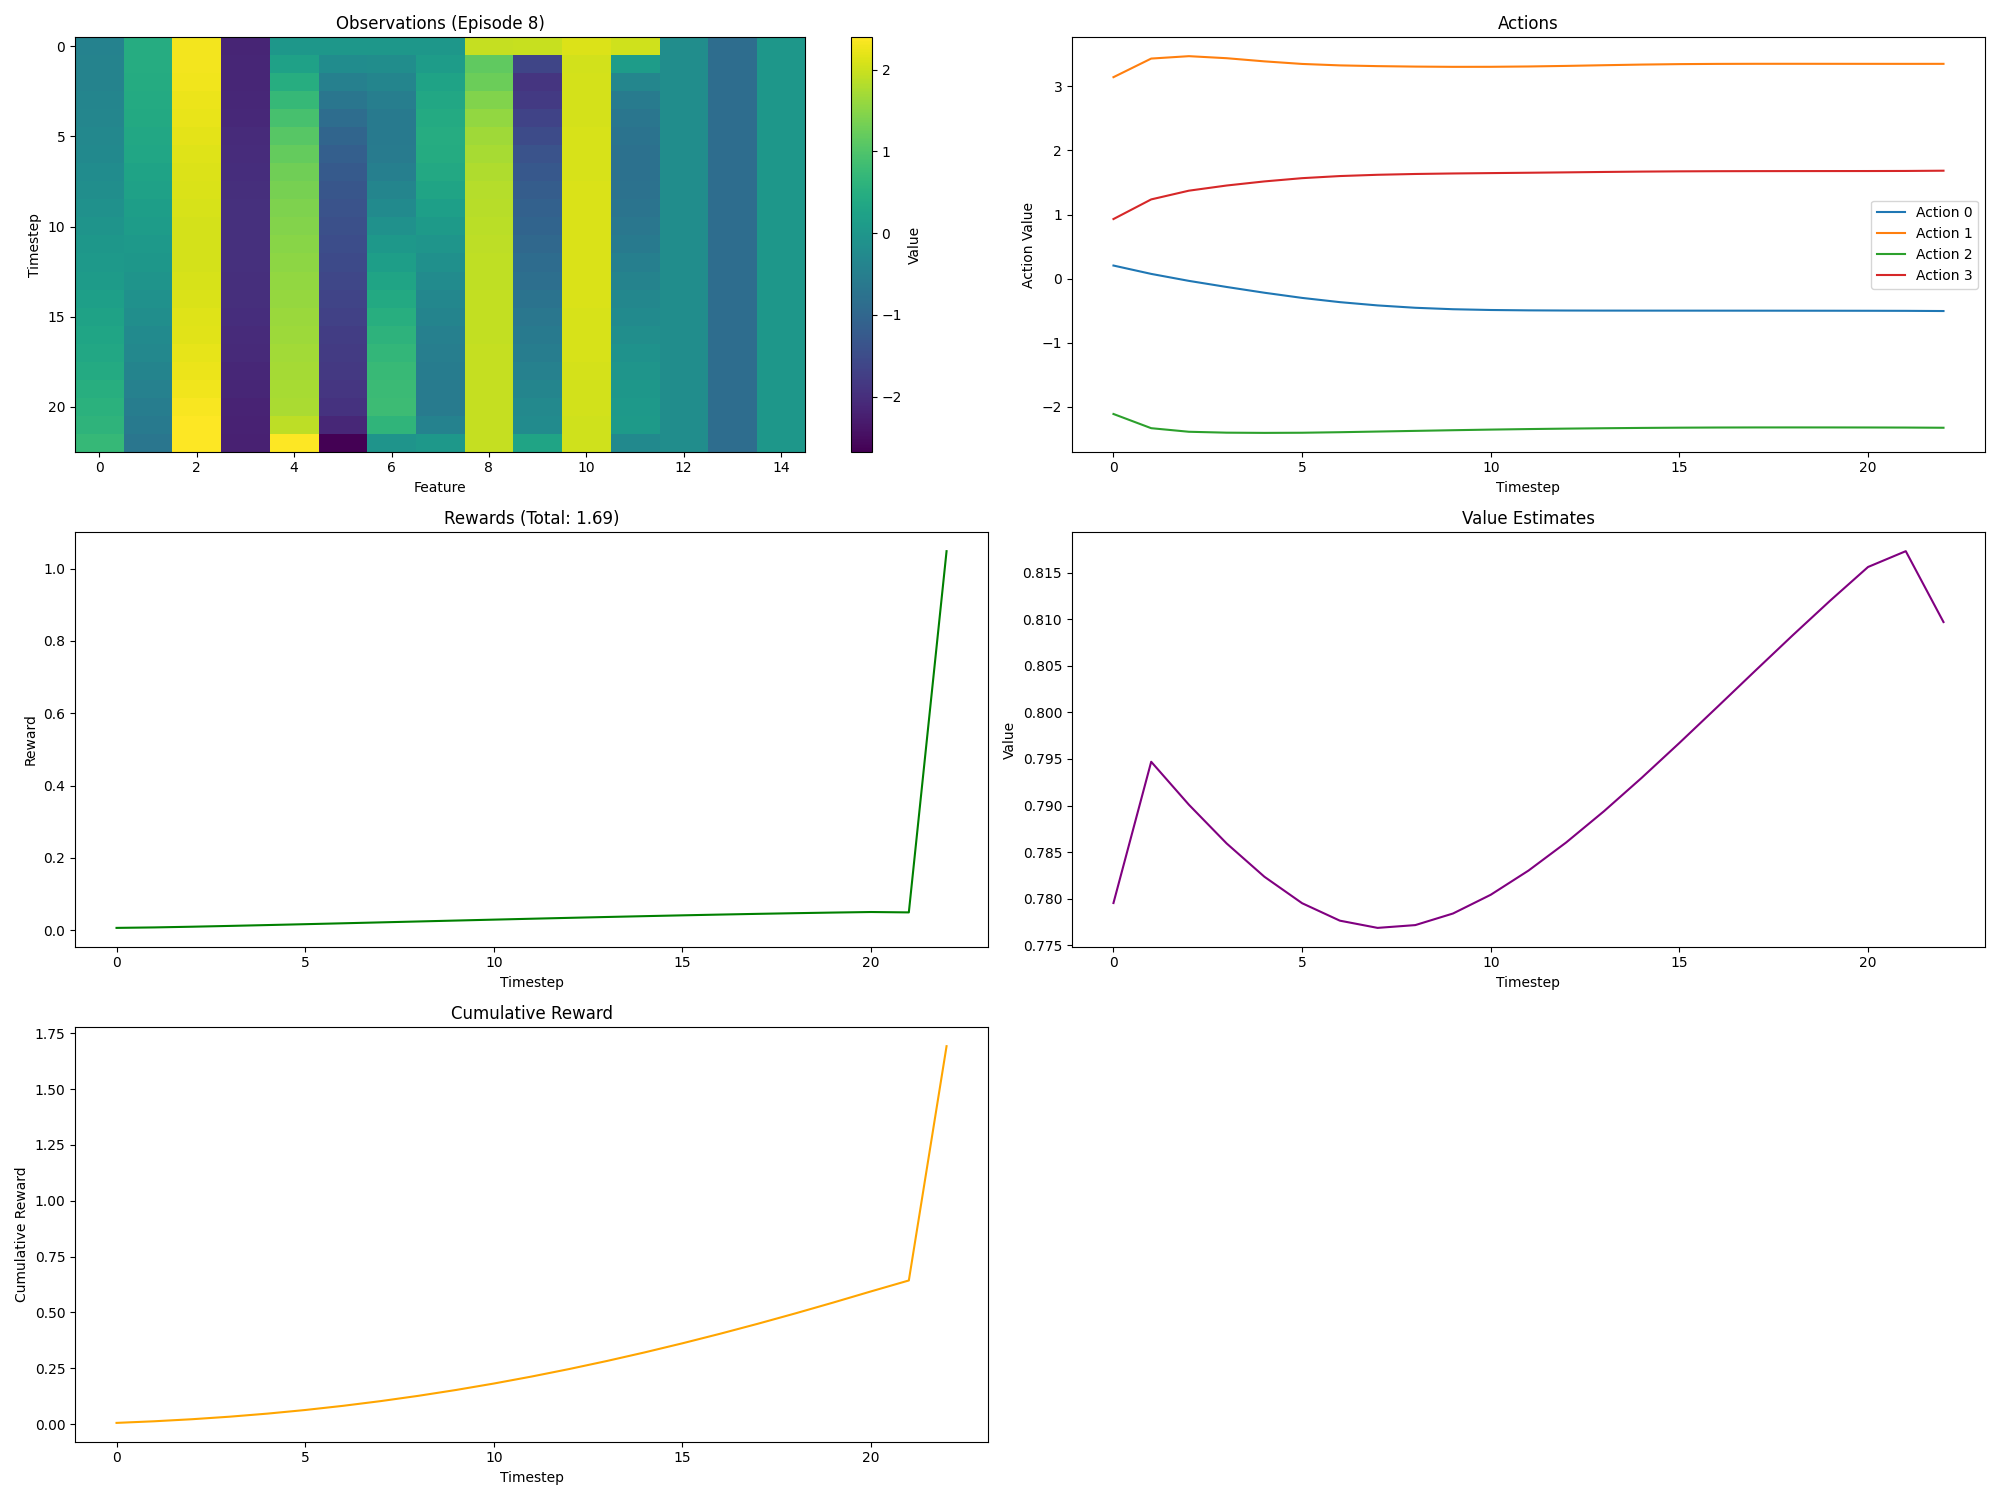 Observations (Episode 8)
0
5
10
15
20
Timestep
0 2 4 6 8 10 12 14
Feature
2
1
0
−1
−2
Value
Actions
3
2
1
0
−1
−2
Action Value
Action 0
Action 1
Action 2
Action 3
0 5 10 15 20
Timestep
Rewards (Total: 1.69)
1.0
0.8
0.6
0.4
0.2
0.0
Reward
0 5 10 15 20
Timestep
Value Estimates
0.815
0.810
0.805
0.800
0.795
0.790
0.785
0.780
0.775
Value
0 5 10 15 20
Timestep
Cumulative Reward
1.75
1.50
1.25
1.00
0.75
0.50
0.25
0.00
Cumulative Reward
0 5 10 15 20
Timestep